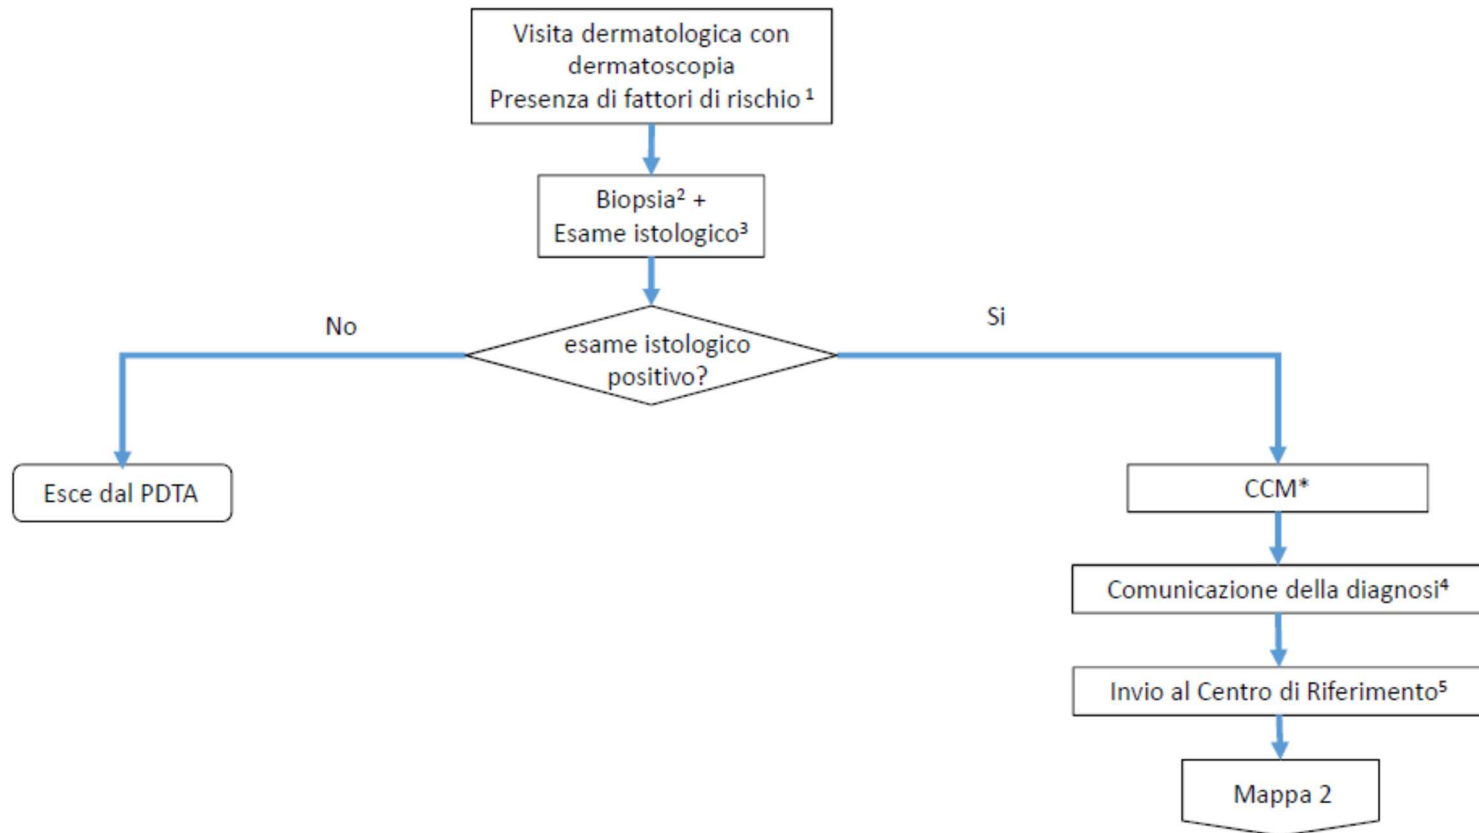 Visita dermatologica con
dermatoscopia
Presenza di fattori di rischio ¹
Biopsia² +
Esame istologico³
No
Si
esame istologico
positivo?
Esce dal PDTA
CCM*
Comunicazione della diagnosi⁴
Invio al Centro di Riferimento⁵
Mappa 2